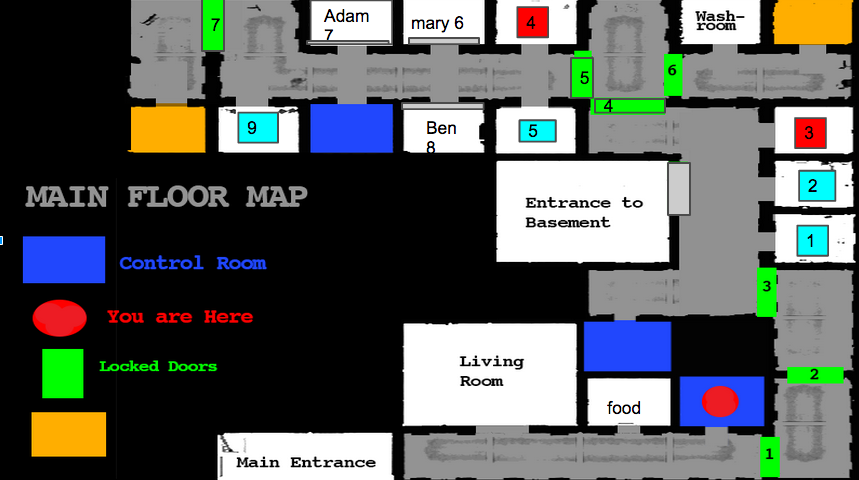 7
Adam
7
mary 6
4
Wash-
room
5
6
4
9
Ben
8
5
3
2
1
MAIN FLOOR MAP
Entrance to
Basement
Control Room
3
You are Here
Locked Doors
Living
Room
2
food
1
Main Entrance